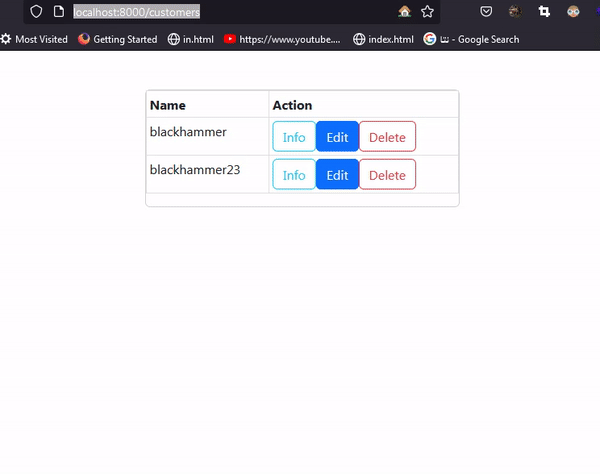 localhost:8000/customers
Most Visited Getting Started in.html https://www.youtube.... index.html - Google Search
Name Action
blackhammer Info Edit Delete
blackhammer23 Info Edit Delete